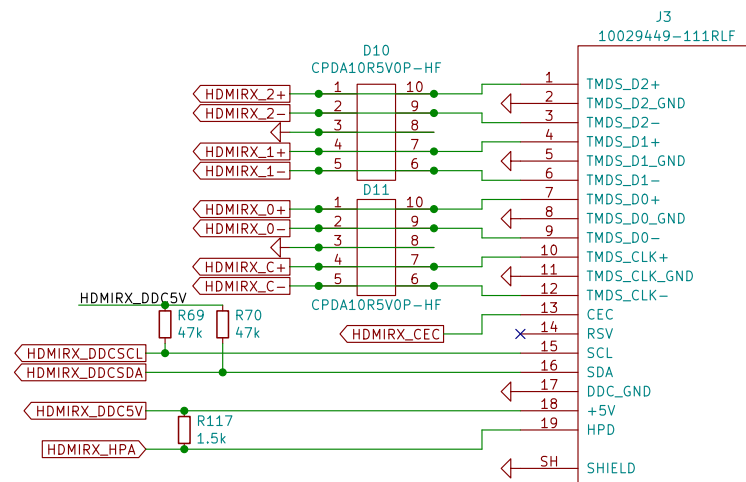 J3
10029449-111RLF
D10
CPDA10R5V0P-HF
HDMIRX_2+ 1 10 1 TMDS_D2+
2 TMDS_D2_GND
HDMIRX_2- 2 9 3 TMDS_D2-
3 8
HDMIRX_1+ 4 7 4 TMDS_D1+
5 TMDS_D1_GND
HDMIRX_1- 5 6 6 TMDS_D1-
D11
HDMIRX_0+ 1 10 7 TMDS_D0+
8 TMDS_D0_GND
HDMIRX_0- 2 9 9 TMDS_D0-
3 8
HDMIRX_C+ 4 7 10 TMDS_CLK+
11 TMDS_CLK_GND
HDMIRX_C- 5 6 12 TMDS_CLK-
CPDA10R5V0P-HF
HDMIRX_DDC5V
R69 R70
47k 47k
13 CEC
HDMIRX_CEC
14 RSV
HDMIRX_DDCSCL 15 SCL
HDMIRX_DDCSDA 16 SDA
17 DDC_GND
HDMIRX_DDC5V 18 +5V
R117
1.5k
19 HPD
HDMIRX_HPA
SH SHIELD